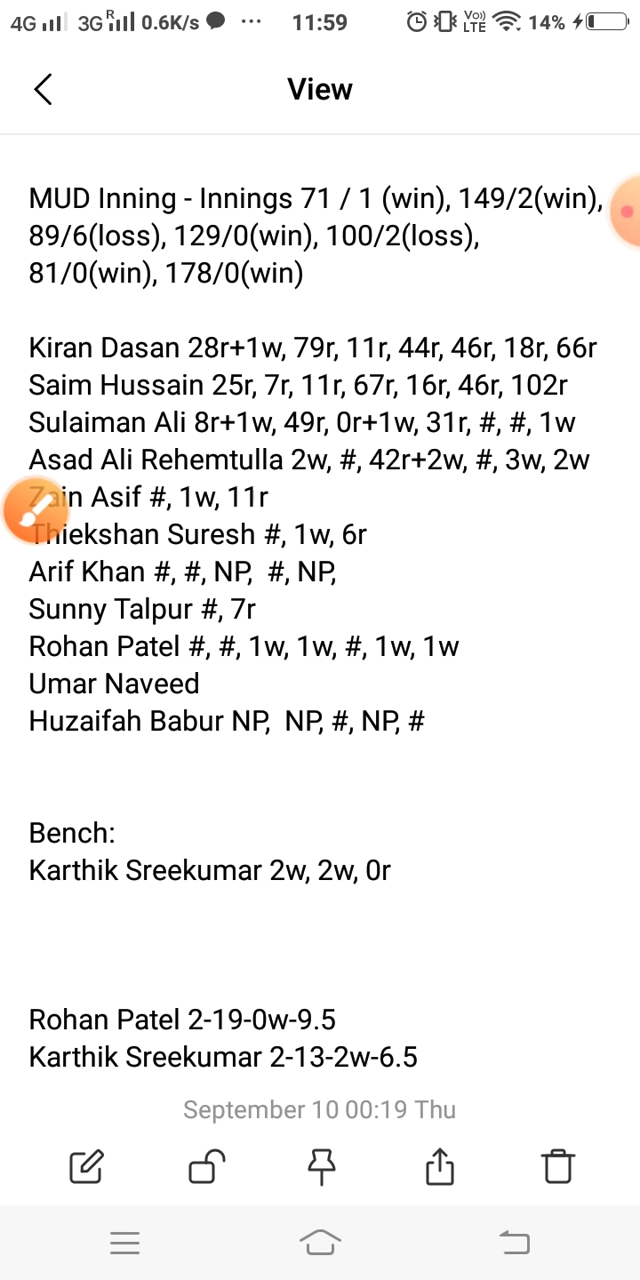 4G 3G R 0.6K/s ... 11:59 Vo)) LTE 14%
View
MUD Inning - Innings 71 / 1 (win), 149/2(win),
89/6(loss), 129/0(win), 100/2(loss),
81/0(win), 178/0(win)
Kiran Dasan 28r+1w, 79r, 11r, 44r, 46r, 18r, 66r
Saim Hussain 25r, 7r, 11r, 67r, 16r, 46r, 102r
Sulaiman Ali 8r+1w, 49r, 0r+1w, 31r, #, #, 1w
Asad Ali Rehemtulla 2w, #, 42r+2w, #, 3w, 2w
Zain Asif #, 1w, 11r
Thiekshan Suresh #, 1w, 6r
Arif Khan #, #, NP,  #, NP,
Sunny Talpur #, 7r
Rohan Patel #, #, 1w, 1w, #, 1w, 1w
Umar Naveed
Huzaifah Babur NP,  NP, #, NP, #
Bench:
Karthik Sreekumar 2w, 2w, 0r
Rohan Patel 2-19-0w-9.5
Karthik Sreekumar 2-13-2w-6.5
September 10 00:19 Thu